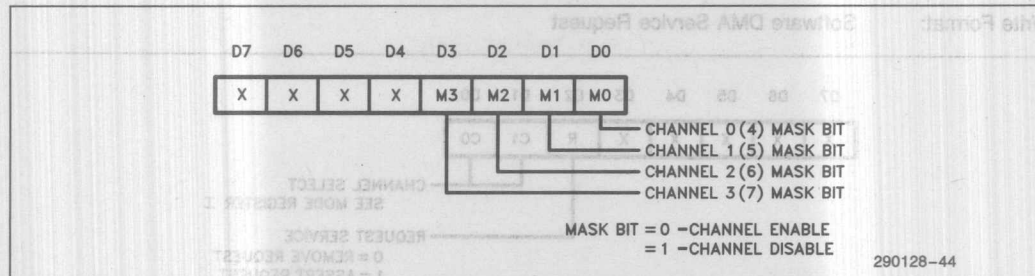 D7 D6 D5 D4 D3 D2 D1 D0
X X X X M3 M2 M1 M0
CHANNEL 0(4) MASK BIT
CHANNEL 1(5) MASK BIT
CHANNEL 2(6) MASK BIT
CHANNEL 3(7) MASK BIT
MASK BIT = 0 -CHANNEL ENABLE
= 1 -CHANNEL DISABLE
290128-44